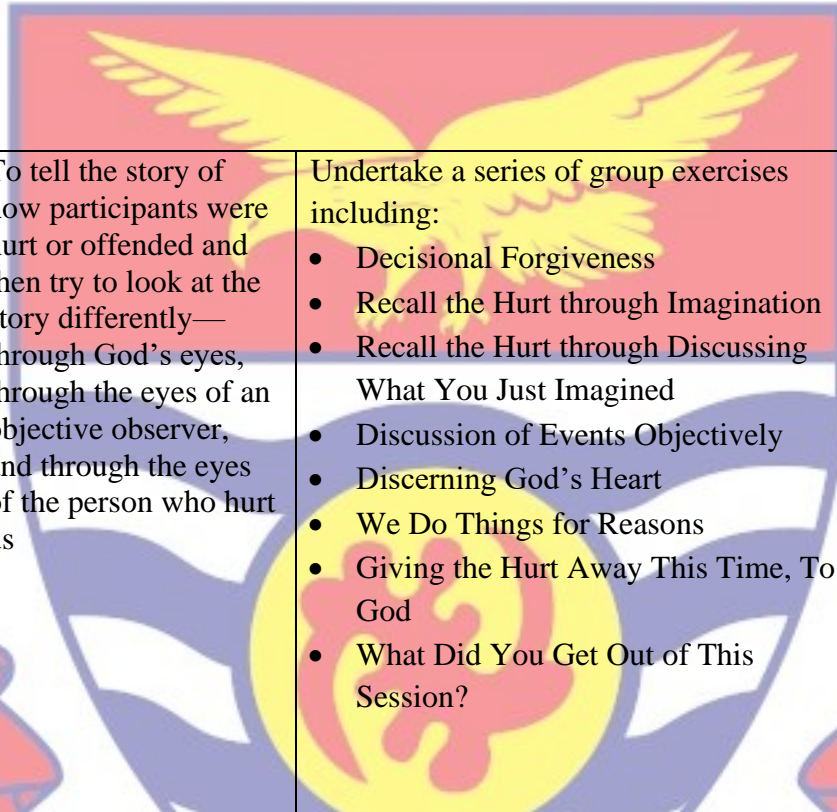 To tell the story of
how participants were
hurt or offended and
then try to look at the
story differently—
through God’s eyes,
through the eyes of an
objective observer,
and through the eyes
of the person who hurt
us
Undertake a series of group exercises
including:
• Decisional Forgiveness
• Recall the Hurt through Imagination
• Recall the Hurt through Discussing
What You Just Imagined
• Discussion of Events Objectively
• Discerning God’s Heart
• We Do Things for Reasons
• Giving the Hurt Away This Time, To
God
• What Did You Get Out of This
Session?